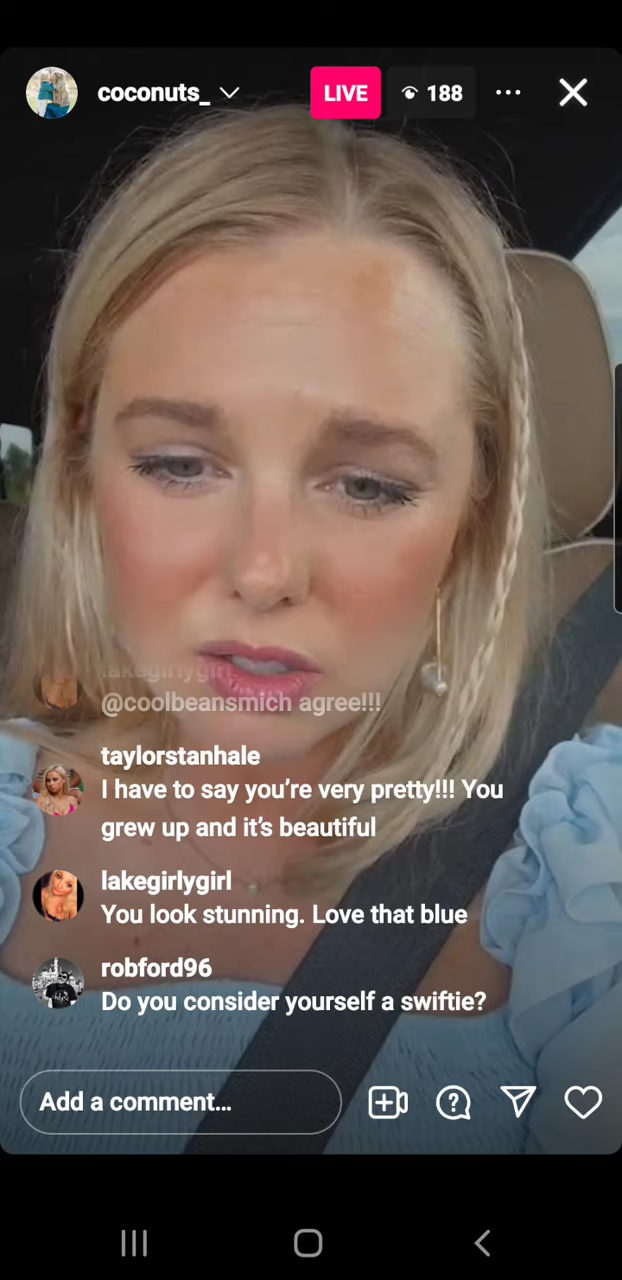 coconuts_
LIVE
188
lakegirlygirl
@coolbeansmich agree!!!
taylorstanhale
I have to say you’re very pretty!!! You
grew up and it’s beautiful
lakegirlygirl
You look stunning. Love that blue
robford96
Do you consider yourself a swiftie?
Add a comment...